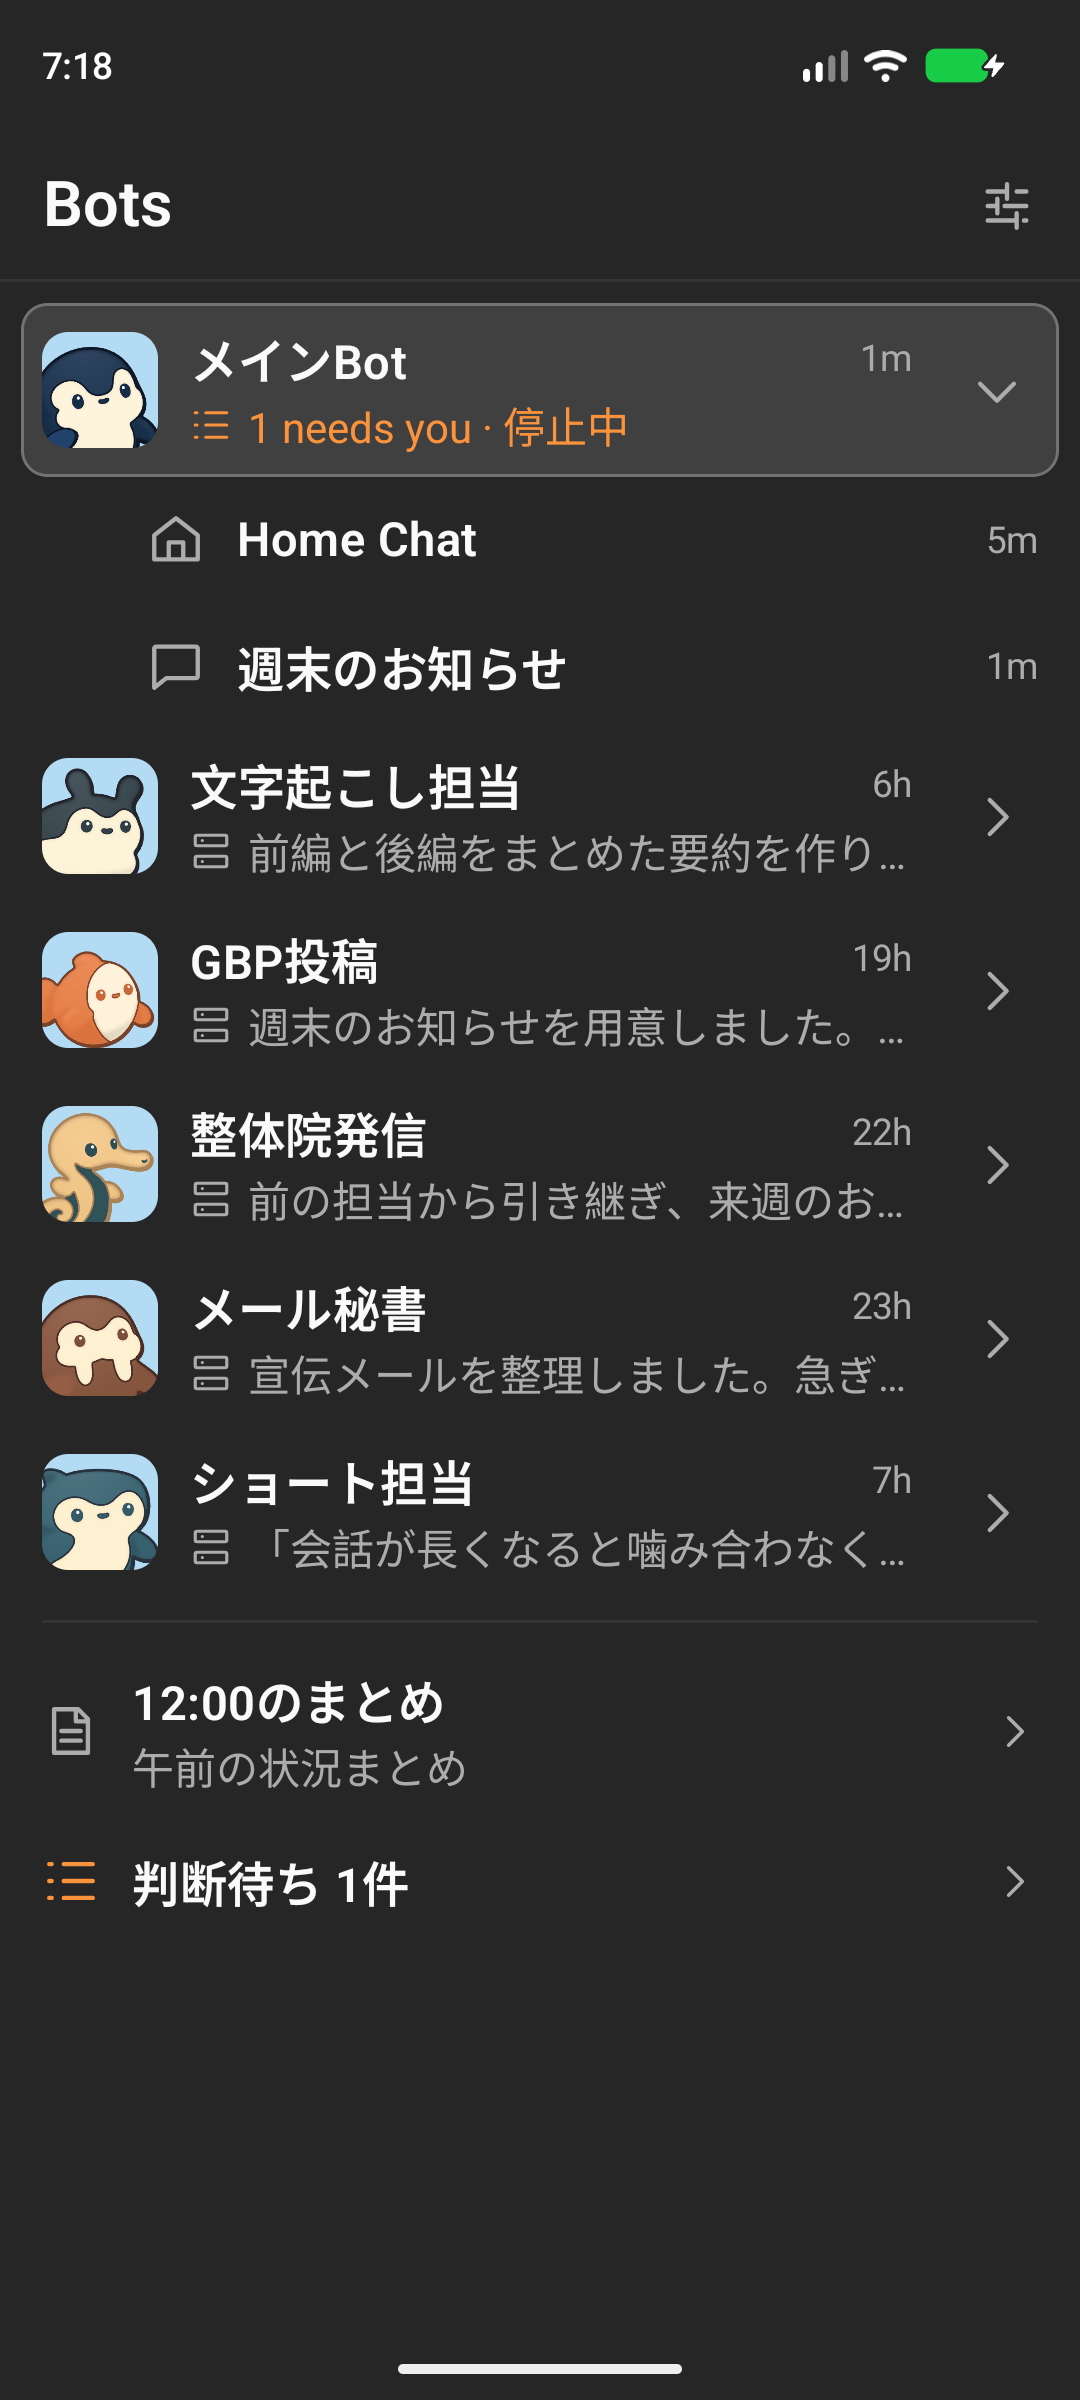 7:18
Bots
メインBot
1m
1 needs you · 停止中
Home Chat
5m
週末のお知らせ
1m
文字起こし担当
6h
前編と後編をまとめた要約を作り…
GBP投稿
19h
週末のお知らせを用意しました。…
整体院発信
22h
前の担当から引き継ぎ、来週のお…
メール秘書
23h
宣伝メールを整理しました。急ぎ…
ショート担当
7h
「会話が長くなると噛み合わなく…
12:00のまとめ
午前の状況まとめ
判断待ち 1件